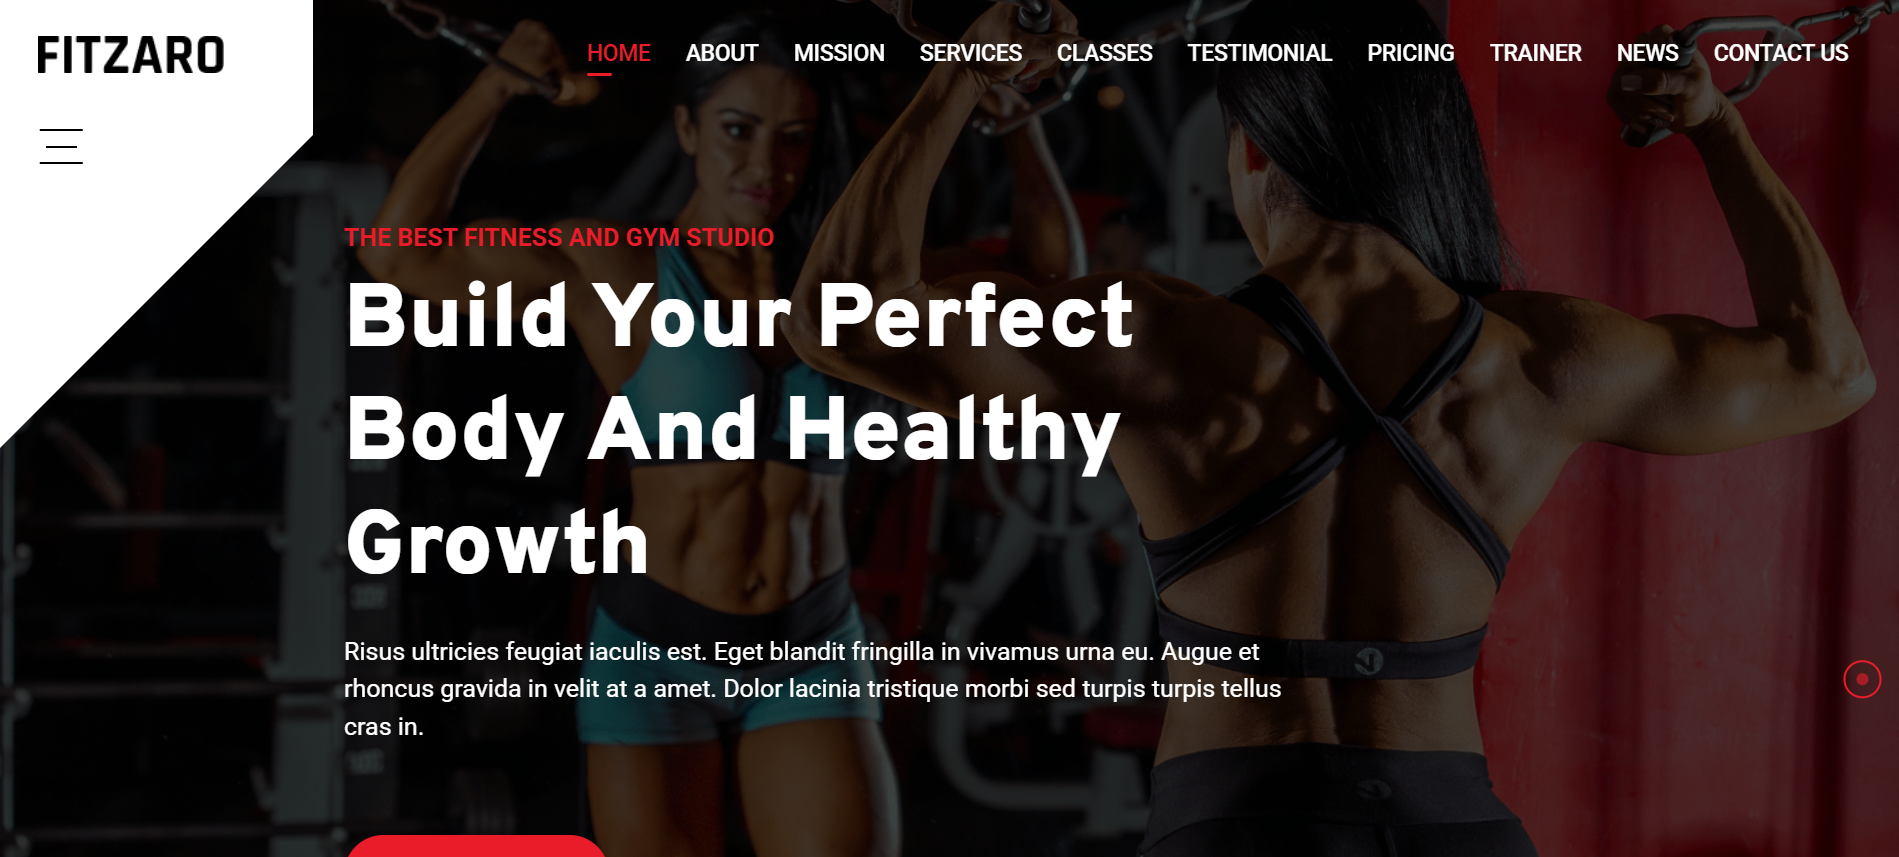 FITZARO
HOME ABOUT MISSION SERVICES CLASSES TESTIMONIAL PRICING TRAINER NEWS CONTACT US
THE BEST FITNESS AND GYM STUDIO
Build Your Perfect
Body And Healthy
Growth
Risus ultricies feugiat iaculis est. Eget blandit fringilla in vivamus urna eu. Augue et
rhoncus gravida in velit at a amet. Dolor lacinia tristique morbi sed turpis turpis tellus
cras in.